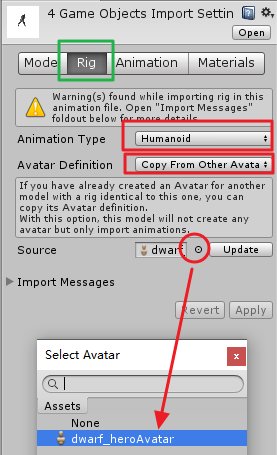 4 Game Objects Import Settin
Open
Mode Rig Animation Materials
Warning(s) found while importing rig in this
animation file. Open "Import Messages"
foldout below for more details.
Animation Type Humanoid
Avatar Definition Copy From Other Avata
If you have already created an Avatar for another
model with a rig identical to this one, you can
copy its Avatar definition.
With this option, this model will not create any
avatar but only import animations.
Source dwarf_ Update
Import Messages
Revert Apply
Select Avatar x
Assets
None
dwarf_heroAvatar